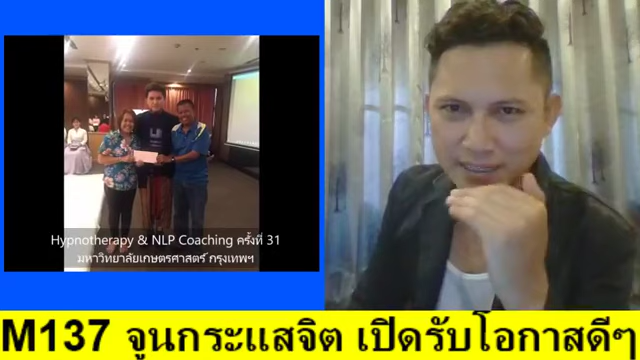 Hypnotherapy & NLP Coaching ครั้งที่ 31
มหาวิทยาลัยเกษตรศาสตร์ กรุงเทพฯ
M137 จูนกระแสจิต เปิดรับโอกาสดีๆ